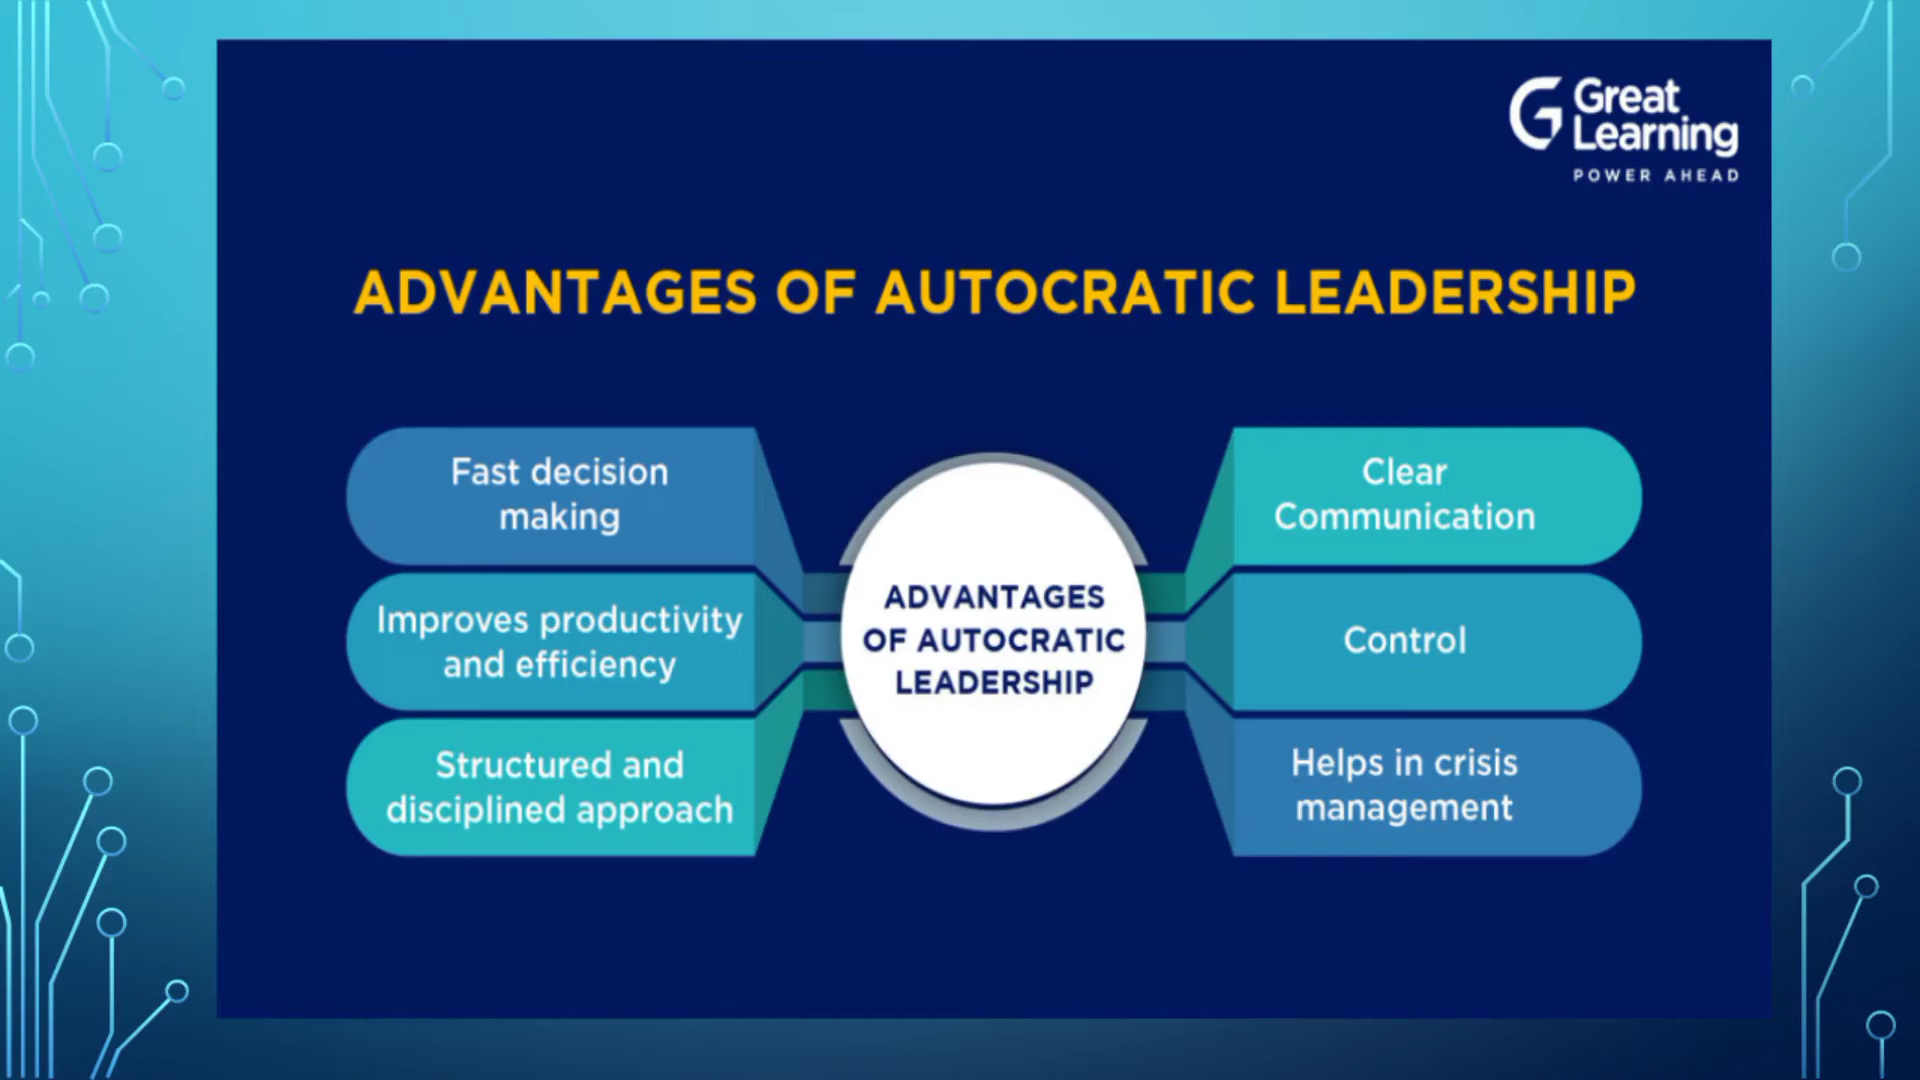 Great
Learning
POWER AHEAD
ADVANTAGES OF AUTOCRATIC LEADERSHIP
Fast decision
making
Improves productivity
and efficiency
Structured and
disciplined approach
ADVANTAGES
OF AUTOCRATIC
LEADERSHIP
Clear
Communication
Control
Helps in crisis
management